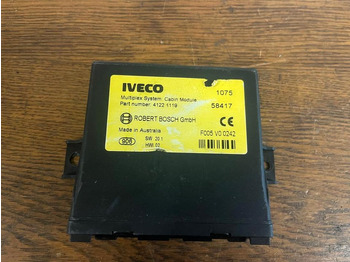 IVECO 1075
Multiplex System: Cabin Module 58417
Part number: 4122 1119
ROBERT BOSCH GmbH CE
Made in Australia F005 V0 0242
SW: 20.1
HW: 02